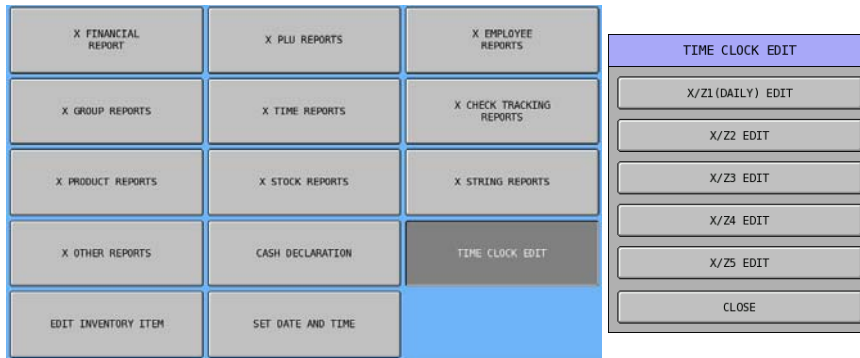 X FINANCIAL
REPORT
X PLU REPORTS
X EMPLOYEE
REPORTS
X GROUP REPORTS
X TIME REPORTS
X CHECK TRACKING
REPORTS
X PRODUCT REPORTS
X STOCK REPORTS
X STRING REPORTS
X OTHER REPORTS
CASH DECLARATION
TIME CLOCK EDIT
EDIT INVENTORY ITEM
SET DATE AND TIME
TIME CLOCK EDIT
X/Z1(DAILY) EDIT
X/Z2 EDIT
X/Z3 EDIT
X/Z4 EDIT
X/Z5 EDIT
CLOSE